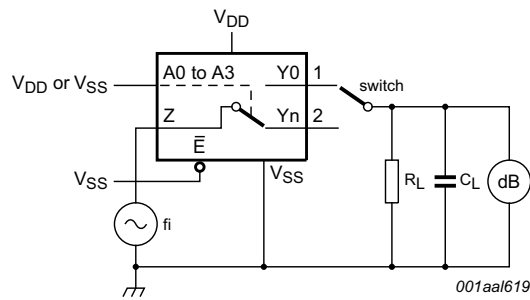 VDD
VDD or VSS
A0 to A3
Y0
1
switch
Z
Yn
2
E̅
VSS
VSS
RL
CL
dB
fi
001aal619